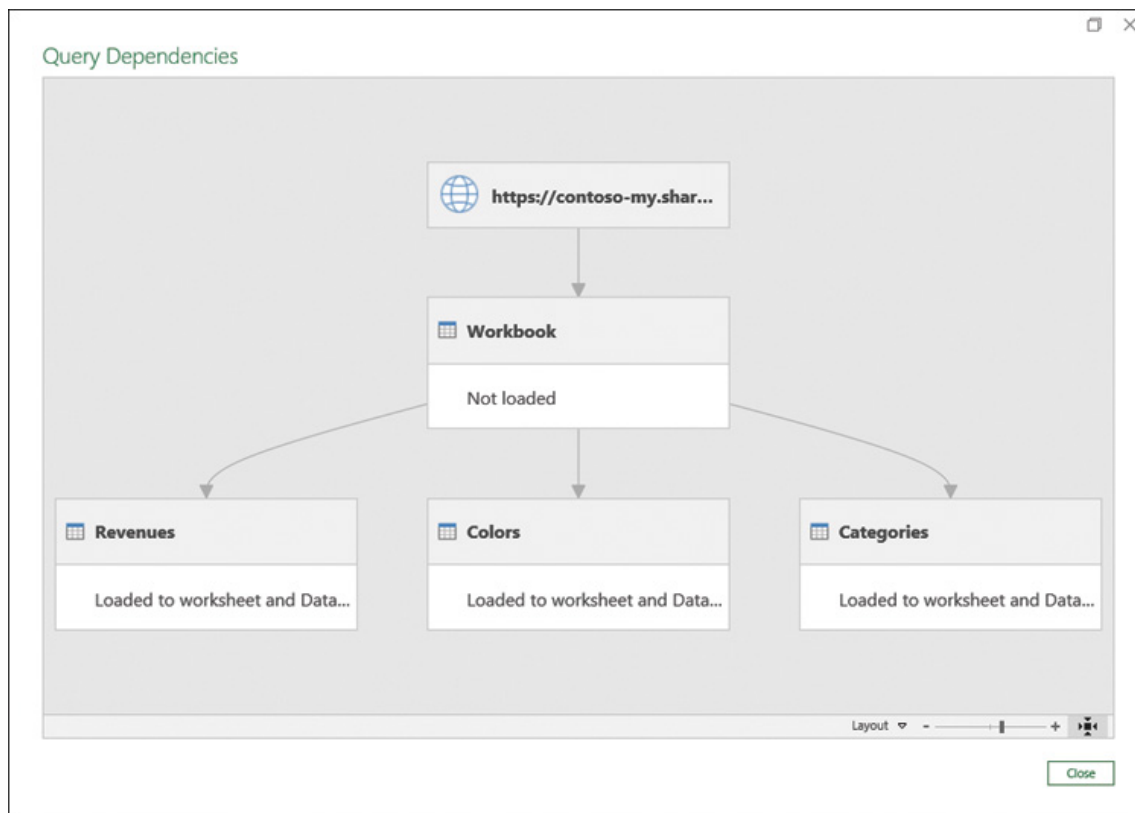 Query Dependencies
https://contoso-my.shar...
Workbook
Not loaded
Revenues
Loaded to worksheet and Data...
Colors
Loaded to worksheet and Data...
Categories
Loaded to worksheet and Data...
Layout - +
Close